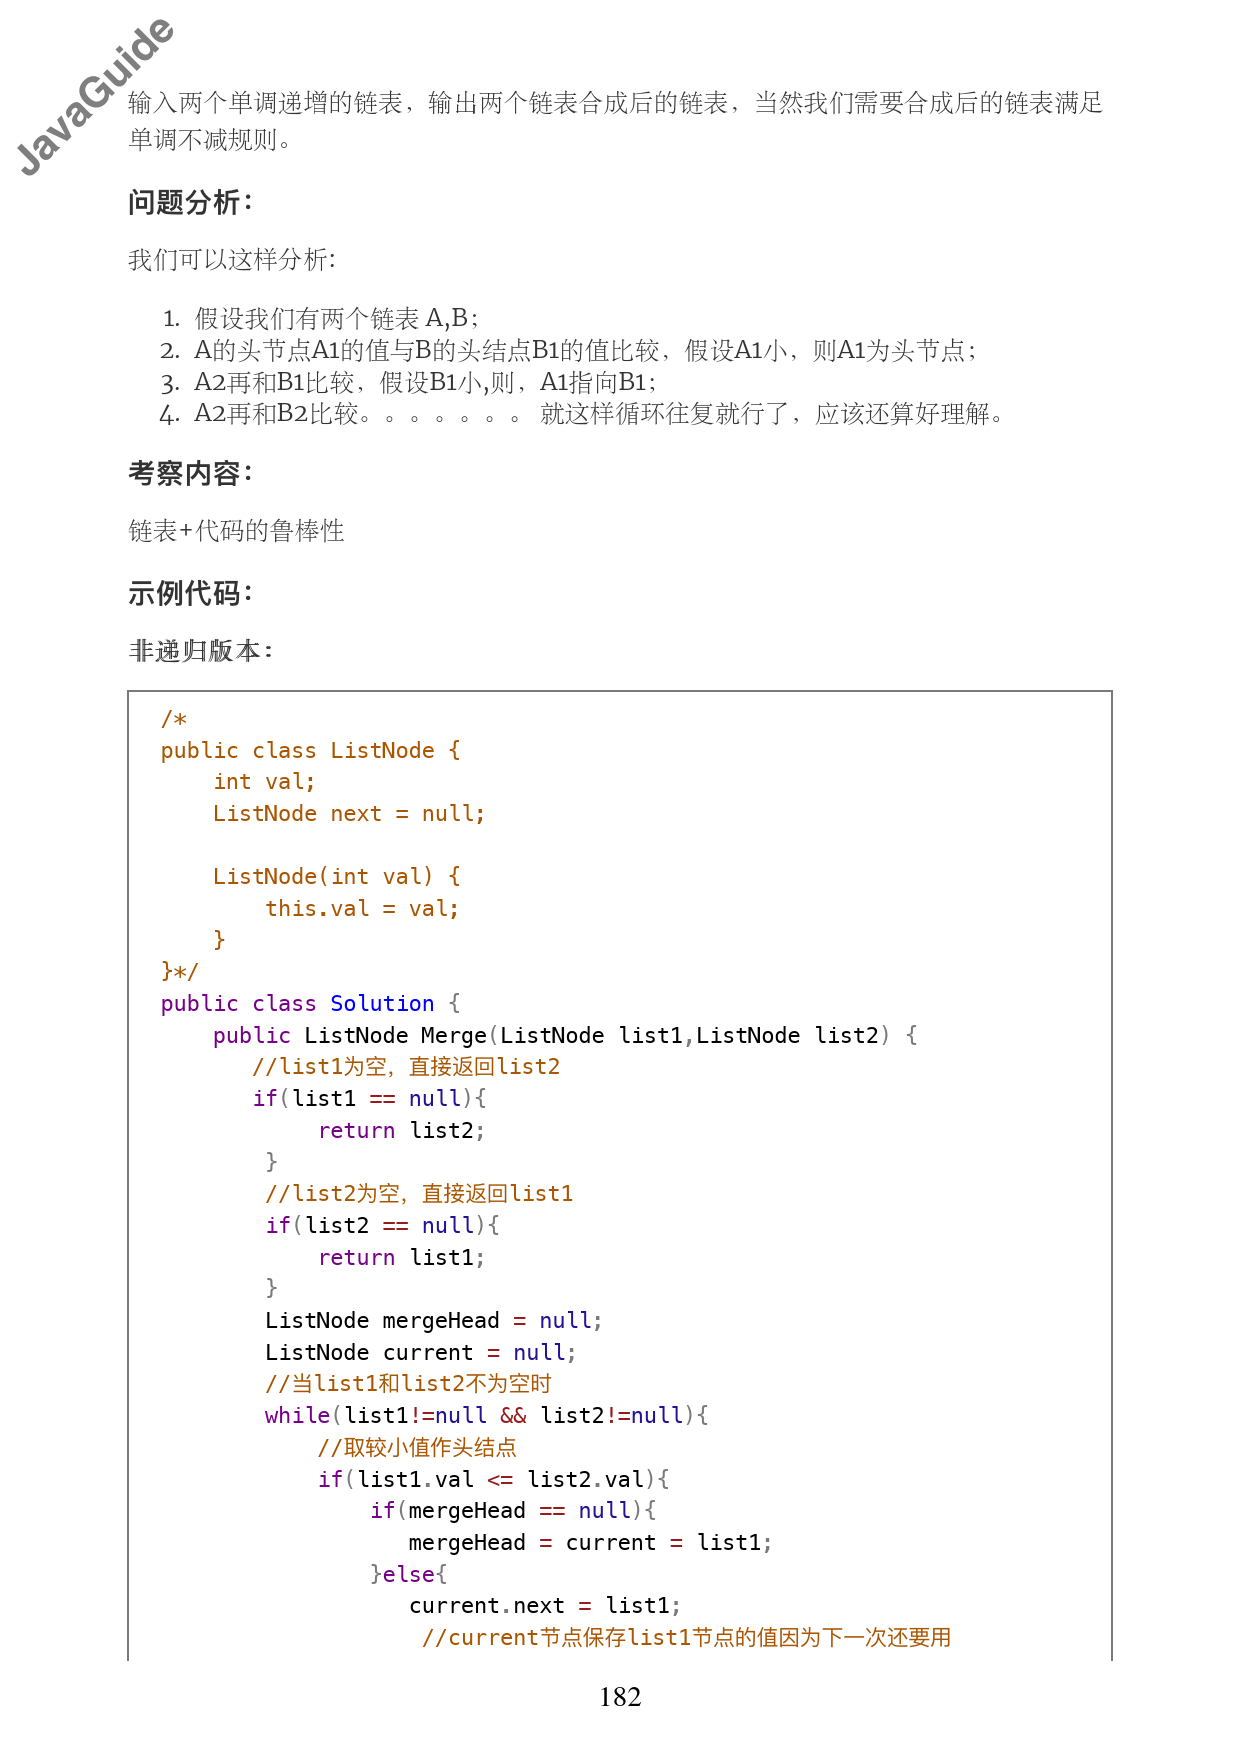 JavaGuide
输入两个单调递增的链表，输出两个链表合成后的链表，当然我们需要合成后的链表满足
单调不减规则。
问题分析：
我们可以这样分析:
1. 假设我们有两个链表 A,B；
2. A的头节点A1的值与B的头结点B1的值比较，假设A1小，则A1为头节点；
3. A2再和B1比较，假设B1小,则，A1指向B1；
4. A2再和B2比较。。。。。。。 就这样循环往复就行了，应该还算好理解。
考察内容：
链表+代码的鲁棒性
示例代码：
非递归版本：
/*
public class ListNode {
    int val;
    ListNode next = null;

    ListNode(int val) {
        this.val = val;
    }
}*/
public class Solution {
    public ListNode Merge(ListNode list1,ListNode list2) {
       //list1为空，直接返回list2
       if(list1 == null){
            return list2;
        }
        //list2为空，直接返回list1
        if(list2 == null){
            return list1;
        }
        ListNode mergeHead = null;
        ListNode current = null;
        //当list1和list2不为空时
        while(list1!=null && list2!=null){
            //取较小值作头结点
            if(list1.val <= list2.val){
                if(mergeHead == null){
                   mergeHead = current = list1;
                }else{
                   current.next = list1;
                    //current节点保存list1节点的值因为下一次还要用
182